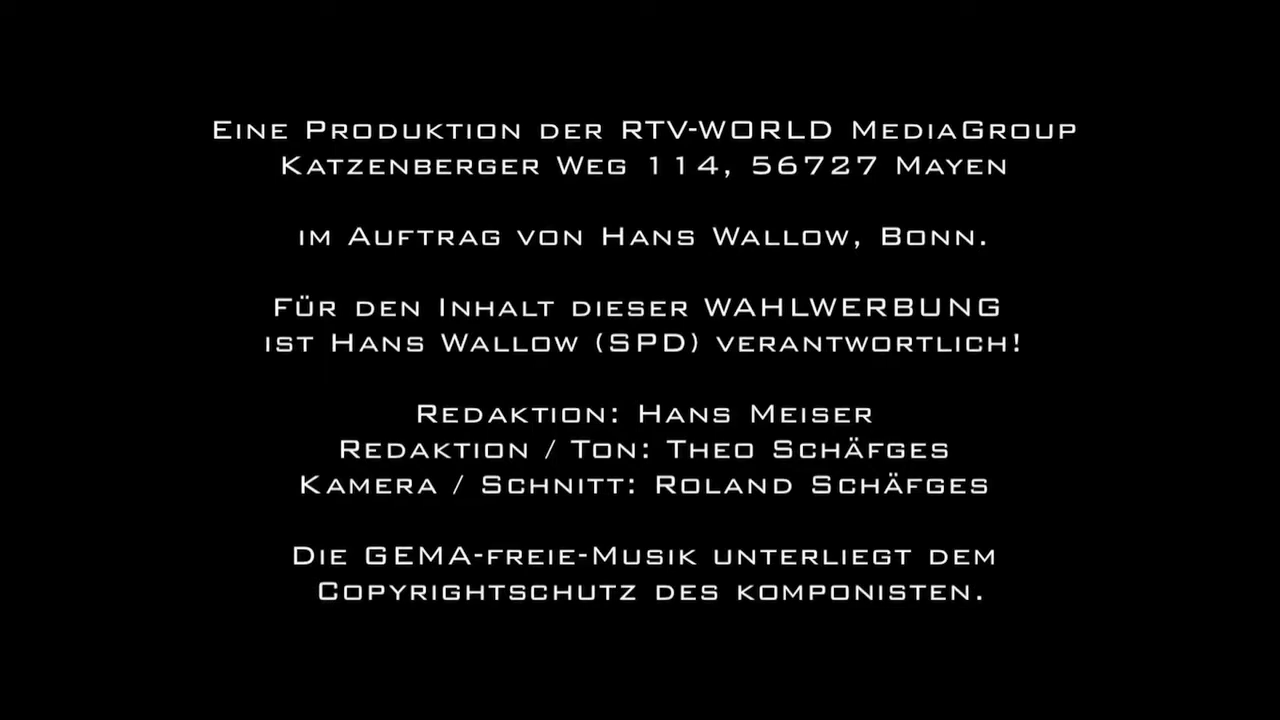 Eine Produktion der RTV-WORLD MediaGroup
Katzenberger Weg 114, 56727 Mayen
im Auftrag von Hans Wallow, Bonn.
Für den Inhalt dieser WAHLWERBUNG
ist Hans Wallow (SPD) verantwortlich!
Redaktion: Hans Meiser
Redaktion / Ton: Theo Schäfges
Kamera / Schnitt: Roland Schäfges
Die GEMA-freie-Musik unterliegt dem
Copyrightschutz des komponisten.